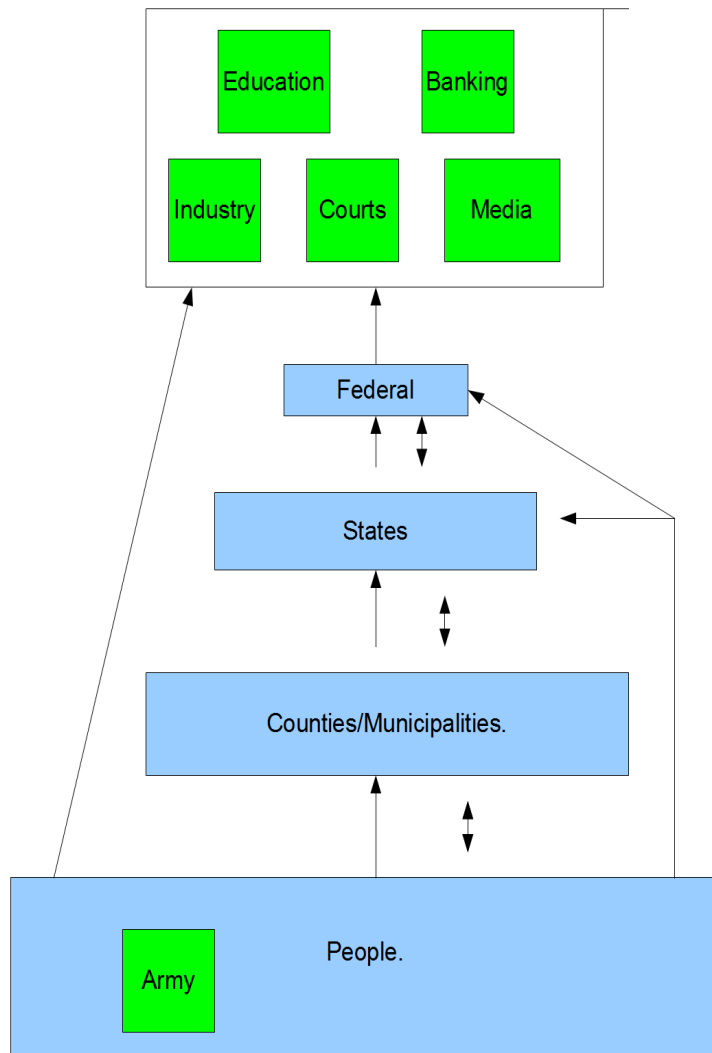 Education
Banking
Industry
Courts
Media
Federal
States
Counties/Municipalities.
People.
Army